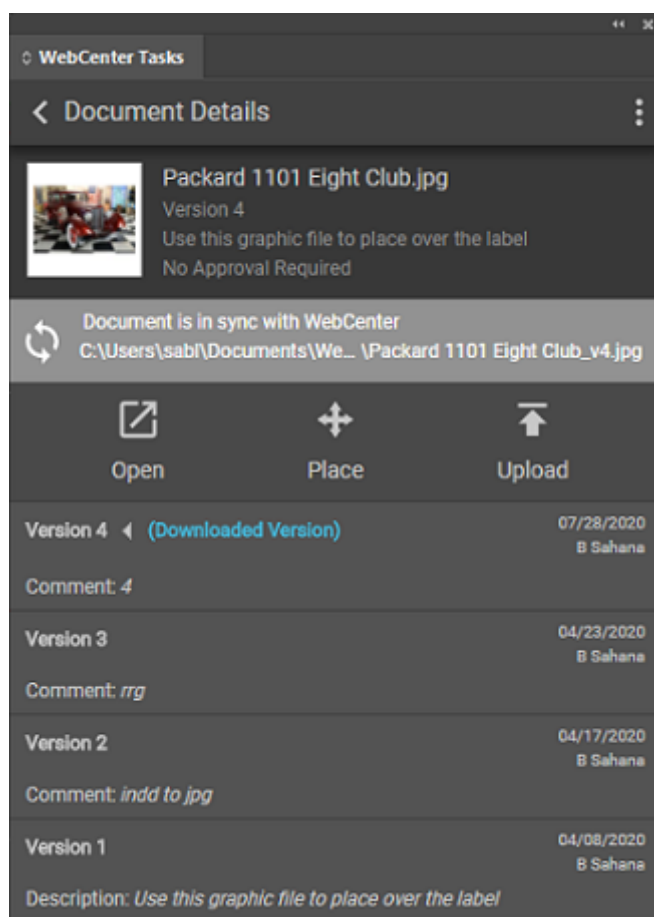 WebCenter Tasks
Document Details
Packard 1101 Eight Club.jpg
Version 4
Use this graphic file to place over the label
No Approval Required
Document is in sync with WebCenter
C:\Users\sabl\Documents\We... \Packard 1101 Eight Club_v4.jpg
Open Place Upload
Version 4 (Downloaded Version) 07/28/2020
B Sahana
Comment: 4
Version 3 04/23/2020
B Sahana
Comment: rrg
Version 2 04/17/2020
B Sahana
Comment: indd to jpg
Version 1 04/08/2020
B Sahana
Description: Use this graphic file to place over the label